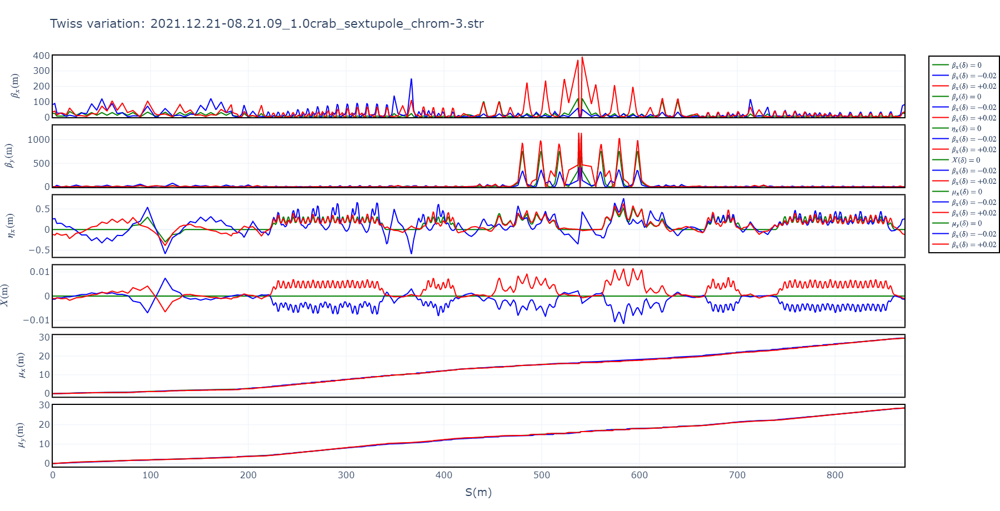 Twiss variation: 2021.12.21-08.21.09_1.0crab_sextupole_chrom-3.str
400
300
200
100
0
βx(m)
1000
500
0
βy(m)
0.5
0
−0.5
ηx(m)
0.01
0
−0.01
X(m)
30
20
10
0
μx(m)
30
20
10
0
μy(m)
0 100 200 300 400 500 600 700 800
S(m)
βx(δ) = 0
βx(δ) = −0.02
βx(δ) = +0.02
βy(δ) = 0
βx(δ) = −0.02
βx(δ) = +0.02
ηx(δ) = 0
βx(δ) = −0.02
βx(δ) = +0.02
X(δ) = 0
βx(δ) = −0.02
βx(δ) = +0.02
μx(δ) = 0
βx(δ) = −0.02
βx(δ) = +0.02
μy(δ) = 0
βx(δ) = −0.02
βx(δ) = +0.02